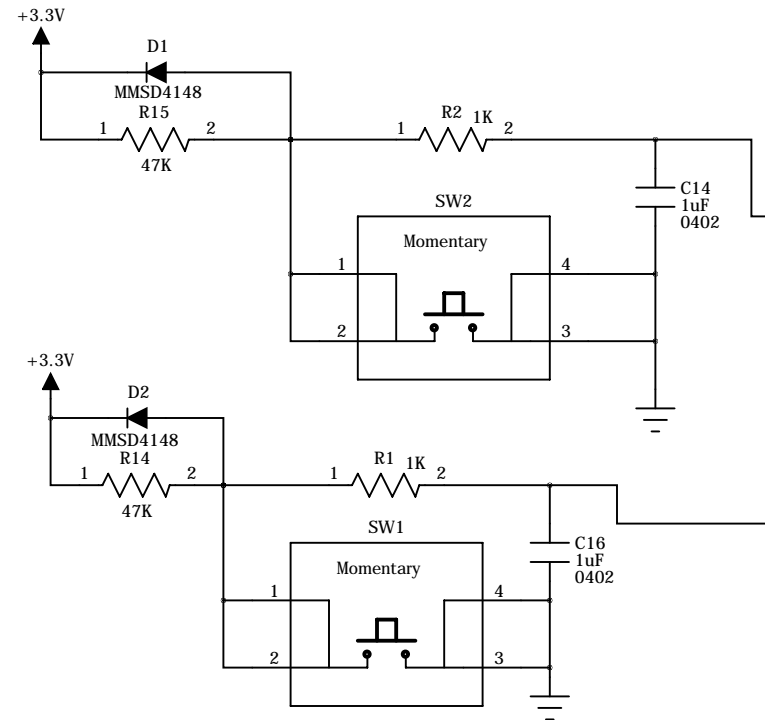 +3.3V
D1
MMSD4148
R15
1 2
47K
R2 1K
1 2
C14
1uF
0402
SW2
Momentary
1 4
2 3
+3.3V
D2
MMSD4148
R14
1 2
47K
R1 1K
1 2
C16
1uF
0402
SW1
Momentary
1 4
2 3